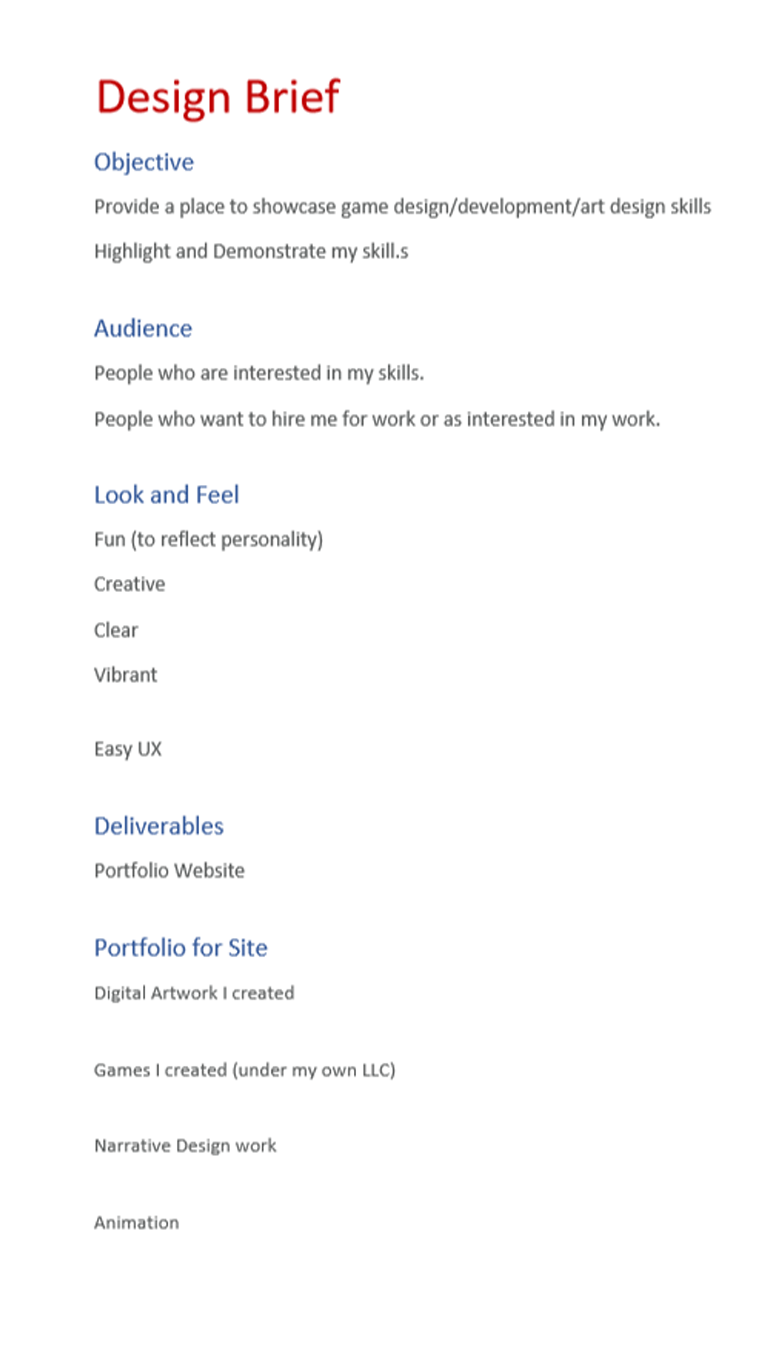 Design Brief
Objective
Provide a place to showcase game design/development/art design skills
Highlight and Demonstrate my skill.s
Audience
People who are interested in my skills.
People who want to hire me for work or as interested in my work.
Look and Feel
Fun (to reflect personality)
Creative
Clear
Vibrant
Easy UX
Deliverables
Portfolio Website
Portfolio for Site
Digital Artwork I created
Games I created (under my own LLC)
Narrative Design work
Animation